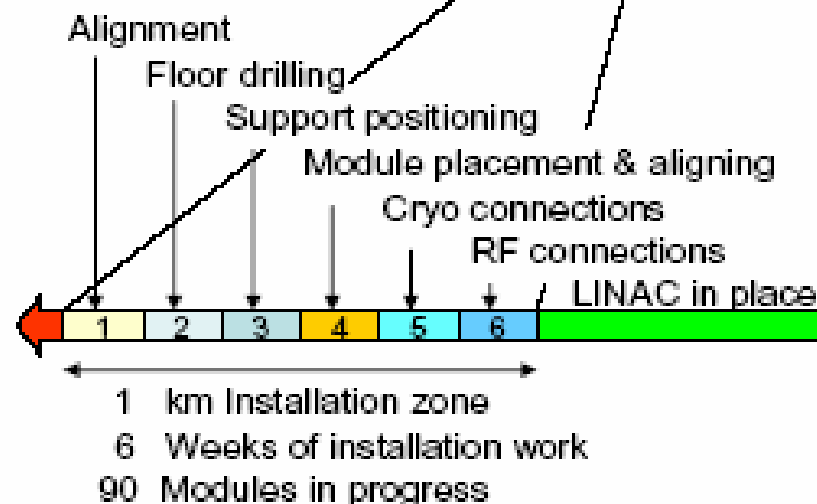 Alignment
Floor drilling
Support positioning
Module placement & aligning
Cryo connections
RF connections
LINAC in place
1 2 3 4 5 6
1 km Installation zone
6 Weeks of installation work
90 Modules in progress